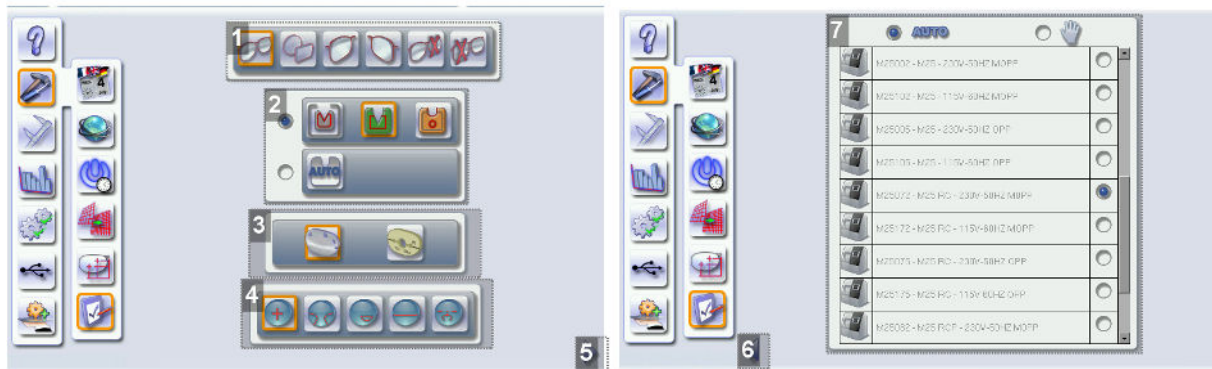 1
2
AUTO
3
4
5
4
6
7
AUTO
M25002 - M25 - 230V-50HZ MOPP
M25102 - M25 - 115V-60HZ MOPP
M25005 - M25 - 230V-50HZ OPP
M25105 - M25 - 115V-60HZ OPP
M25072 - M25 RC - 230V-50HZ MOPP
M25172 - M25 RC - 115V-60HZ MOPP
M25075 - M25 RC - 230V-50HZ OPP
M25175 - M25 RC - 115V 60HZ OPP
M25082 - M25 RCF - 230V-50HZ MOPP